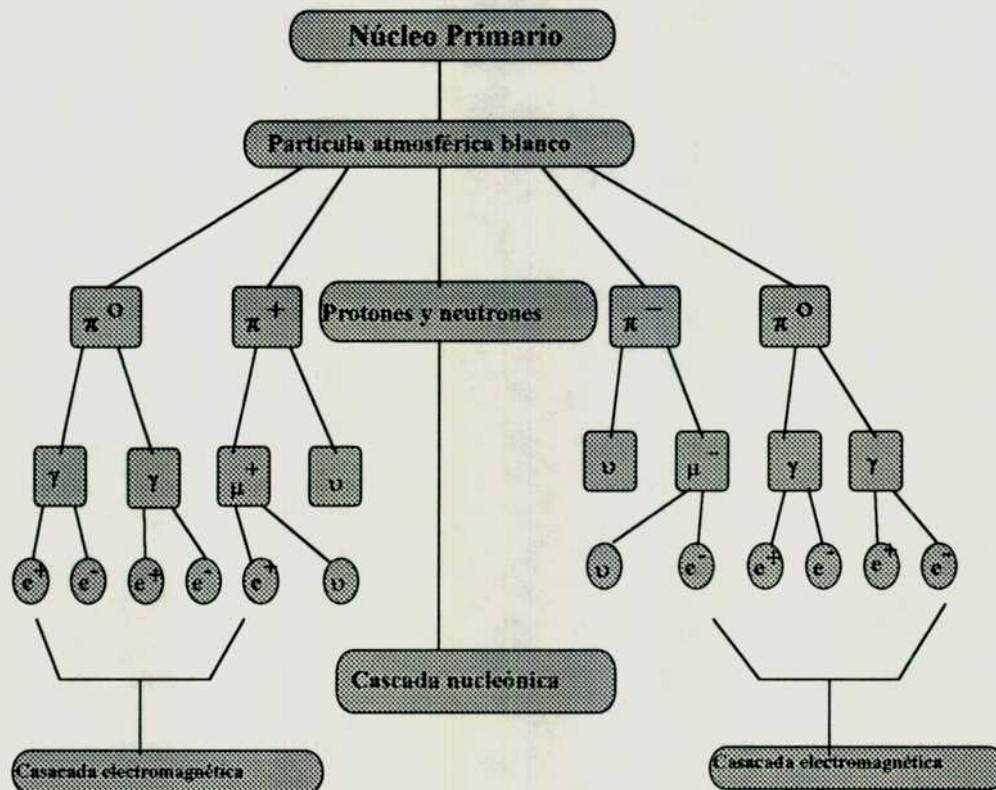 Núcleo Primario
Partícula atmosférica blanco
π⁰ π⁺ Protones y neutrones π⁻ π⁰
γ γ μ⁺ υ υ μ⁻ γ γ
e⁺ e⁻ e⁺ e⁻ e⁺ υ υ e⁻ e⁺ e⁻ e⁺ e⁻
Cascada nucleónica
Casacada electromagnética Casacada electromagnética